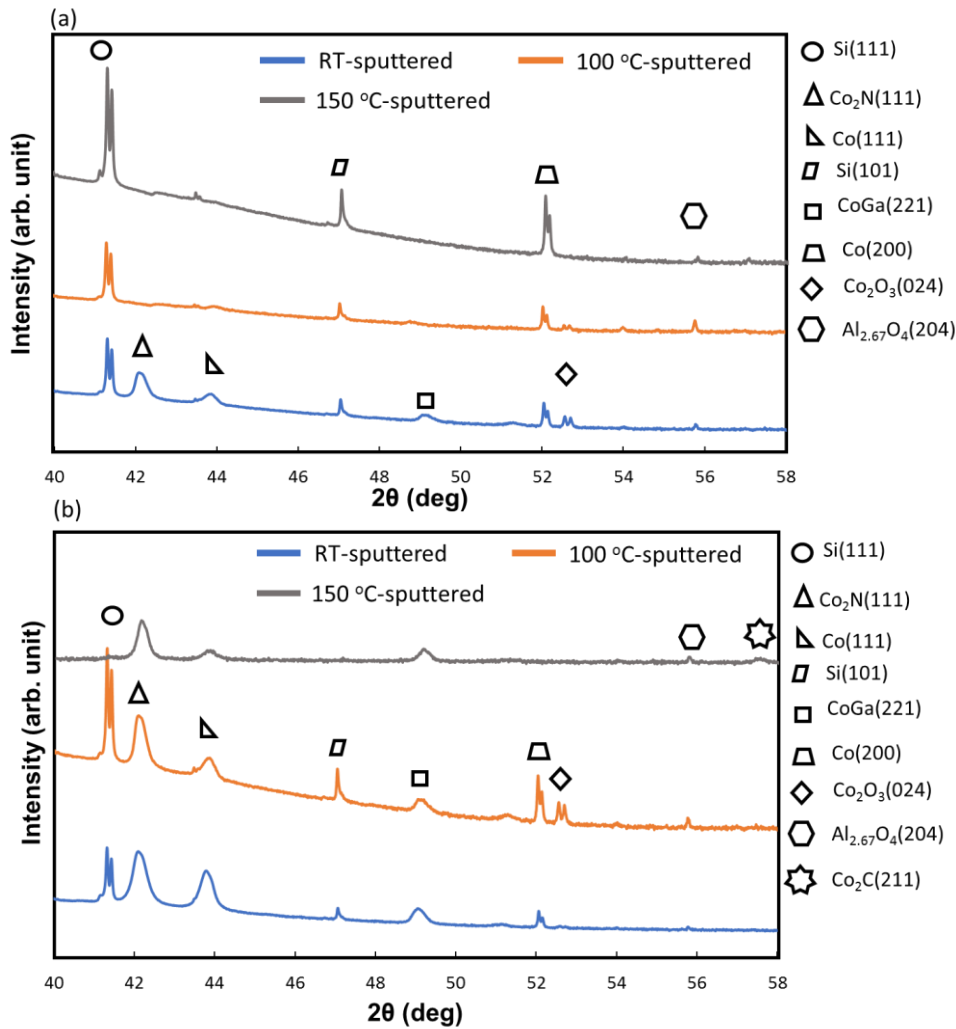 (a)
RT-sputtered
100 °C-sputtered
150 °C-sputtered
Si(111)
Co₂N(111)
Co(111)
Si(101)
CoGa(221)
Co(200)
Co₂O₃(024)
Al₂.₆₇O₄(204)
Intensity (arb. unit)
40 42 44 46 48 50 52 54 56 58
2θ (deg)
(b)
RT-sputtered
100 °C-sputtered
150 °C-sputtered
Si(111)
Co₂N(111)
Co(111)
Si(101)
CoGa(221)
Co(200)
Co₂O₃(024)
Al₂.₆₇O₄(204)
Co₂C(211)
Intensity (arb. unit)
40 42 44 46 48 50 52 54 56 58
2θ (deg)